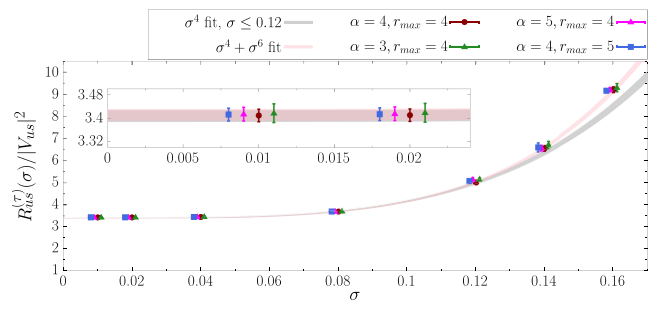 σ⁴ fit, σ ≤ 0.12
α = 4, r_max = 4
α = 5, r_max = 4
σ⁴ + σ⁶ fit
α = 3, r_max = 4
α = 4, r_max = 5
10
9
8
7
6
5
4
3
2
1
R_us^(τ)(σ)/|V_us|²
3.48
3.4
3.32
0 0.005 0.01 0.015 0.02
0 0.02 0.04 0.06 0.08 0.1 0.12 0.14 0.16
σ